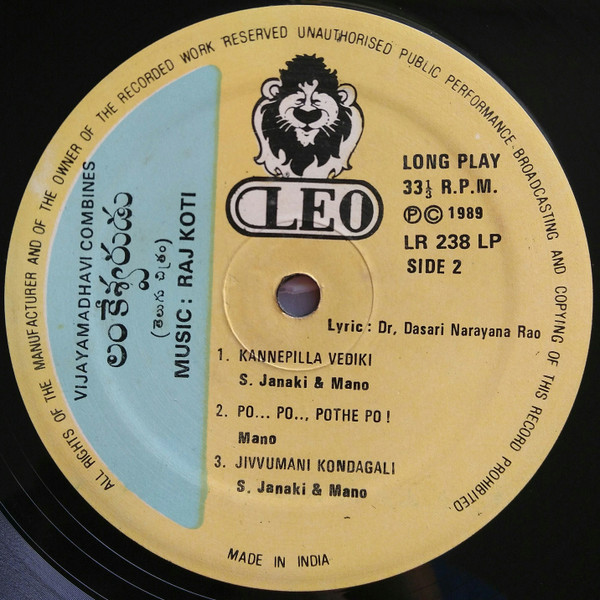 ALL RIGHTS OF THE MANUFACTURER AND OF THE OWNER OF THE RECORDED WORK RESERVED UNAUTHORISED PUBLIC PERFORMANCE-BROADCASTING AND COPYING OF THIS RECORD PROHIBITED.
LEO
LONG PLAY
33⅓ R.P.M.
Ⓟ© 1989
LR 238 LP
SIDE 2
VIJAYAMADHAVI COMBINES
లంకేశ్వరుడు
(తెలుగు చిత్రం)
MUSIC : RAJ KOTI
Lyric : Dr, Dasari Narayana Rao
1. KANNEPILLA VEDIKI
S. Janaki & Mano
2. PO... PO.., POTHE PO !
Mano
3. JIVVUMANI KONDAGALI
S. Janaki & Mano
MADE IN INDIA